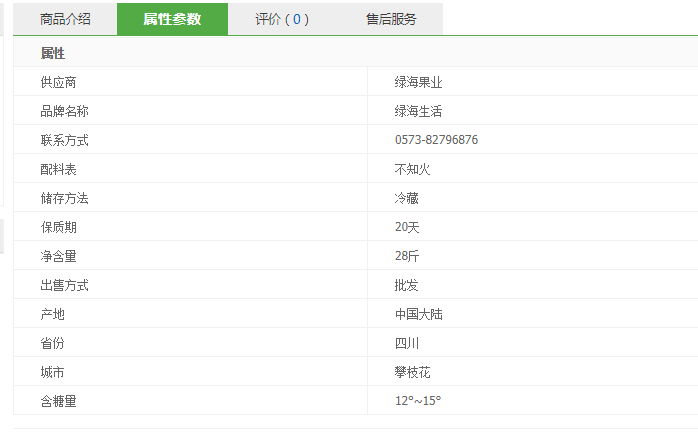 商品介绍 属性参数 评价 ( 0 ) 售后服务
属性
供应商 绿海果业
品牌名称 绿海生活
联系方式 0573-82796876
配料表 不知火
储存方法 冷藏
保质期 20天
净含量 28斤
出售方式 批发
产地 中国大陆
省份 四川
城市 攀枝花
含糖量 12°~15°